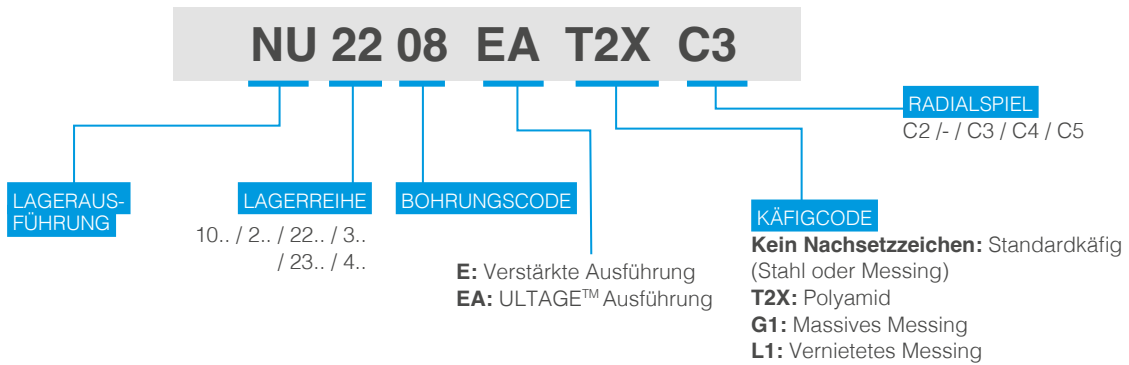 NU 22 08 EA T2X C3
RADIALSPIEL
C2 /- / C3 / C4 / C5
LAGERAUS-
FÜHRUNG
LAGERREIHE
10.. / 2.. / 22.. / 3..
/ 23.. / 4..
BOHRUNGSCODE
E: Verstärkte Ausführung
EA: ULTAGE™ Ausführung
KÄFIGCODE
Kein Nachsetzzeichen: Standardkäfig
(Stahl oder Messing)
T2X: Polyamid
G1: Massives Messing
L1: Vernietetes Messing